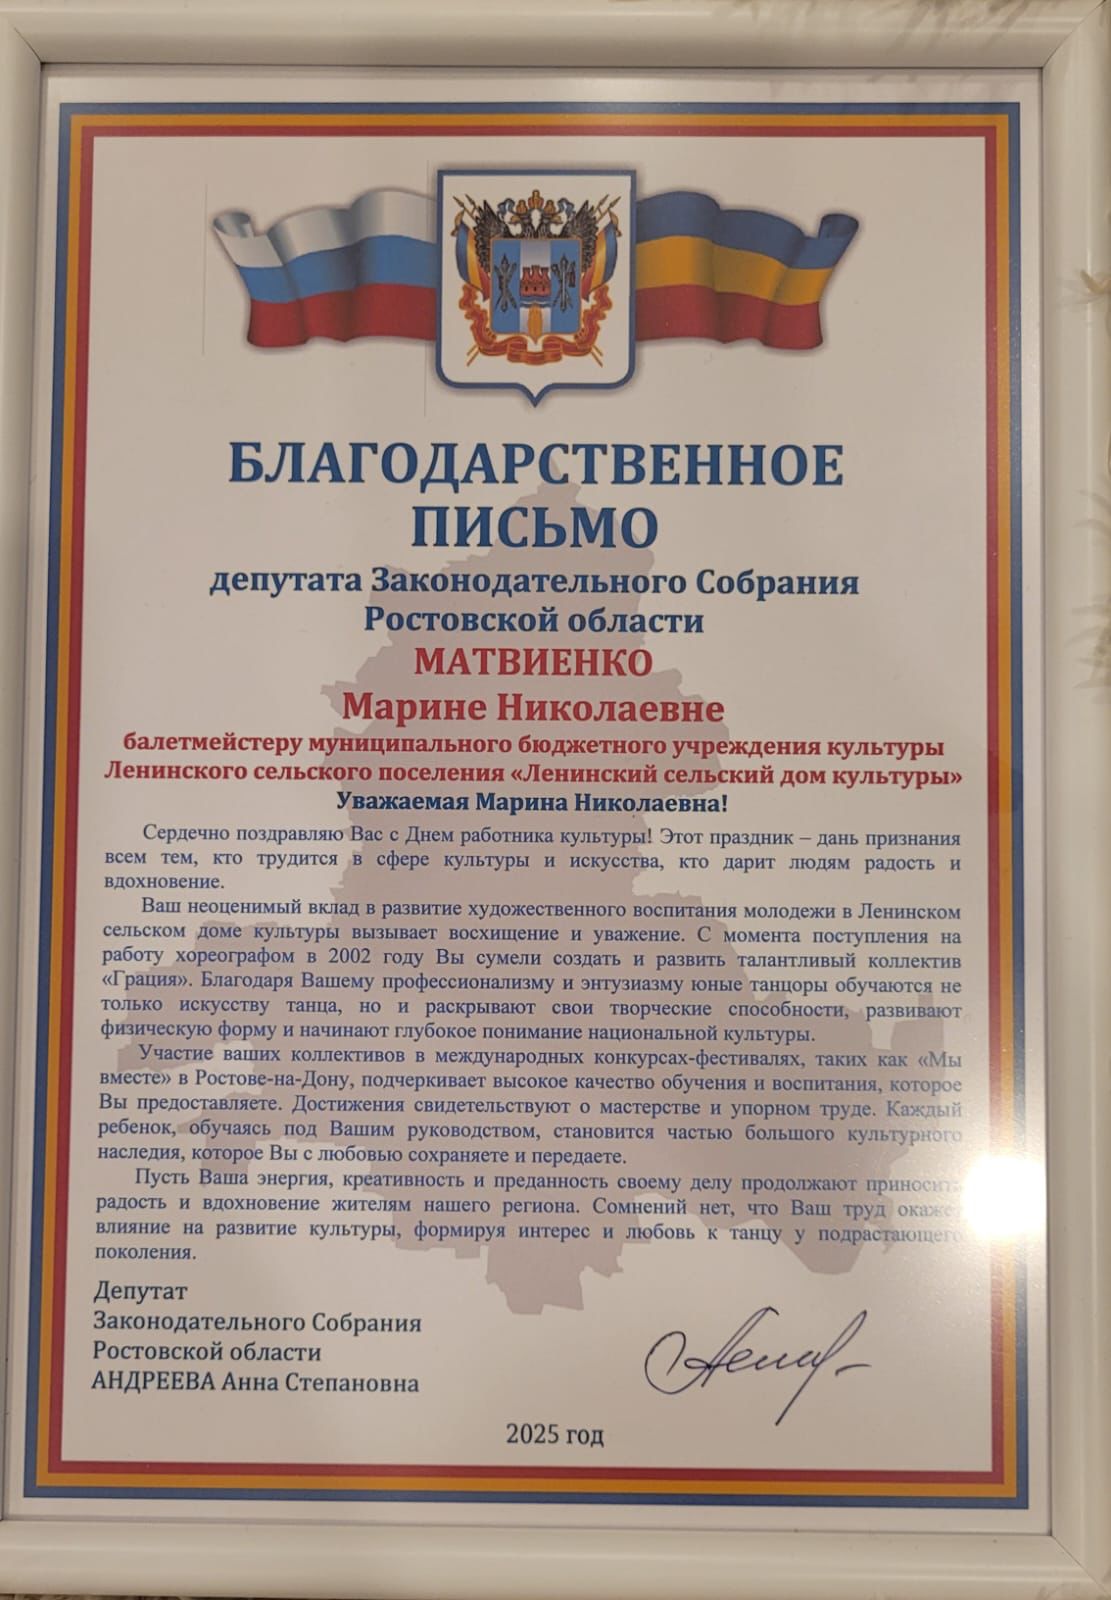 БЛАГОДАРСТВЕННОЕ
ПИСЬМО
депутата Законодательного Собрания
Ростовской области
МАТВИЕНКО
Марине Николаевне
балетмейстеру муниципального бюджетного учреждения культуры
Ленинского сельского поселения «Ленинский сельский дом культуры»
Уважаемая Марина Николаевна!
Сердечно поздравляю Вас с Днем работника культуры! Этот праздник – дань признания
всем тем, кто трудится в сфере культуры и искусства, кто дарит людям радость и
вдохновение.
Ваш неоценимый вклад в развитие художественного воспитания молодежи в Ленинском
сельском доме культуры вызывает восхищение и уважение. С момента поступления на
работу хореографом в 2002 году Вы сумели создать и развить талантливый коллектив
«Грация». Благодаря Вашему профессионализму и энтузиазму юные танцоры обучаются не
только искусству танца, но и раскрывают свои творческие способности, развивают
физическую форму и начинают глубокое понимание национальной культуры.
Участие ваших коллективов в международных конкурсах-фестивалях, таких как «Мы
вместе» в Ростове-на-Дону, подчеркивает высокое качество обучения и воспитания, которое
Вы предоставляете. Достижения свидетельствуют о мастерстве и упорном труде. Каждый
ребенок, обучаясь под Вашим руководством, становится частью большого культурного
наследия, которое Вы с любовью сохраняете и передаете.
Пусть Ваша энергия, креативность и преданность своему делу продолжают приносить
радость и вдохновение жителям нашего региона. Сомнений нет, что Ваш труд окажет
влияние на развитие культуры, формируя интерес и любовь к танцу у подрастающего
поколения.
Депутат
Законодательного Собрания
Ростовской области
АНДРЕЕВА Анна Степановна
2025 год